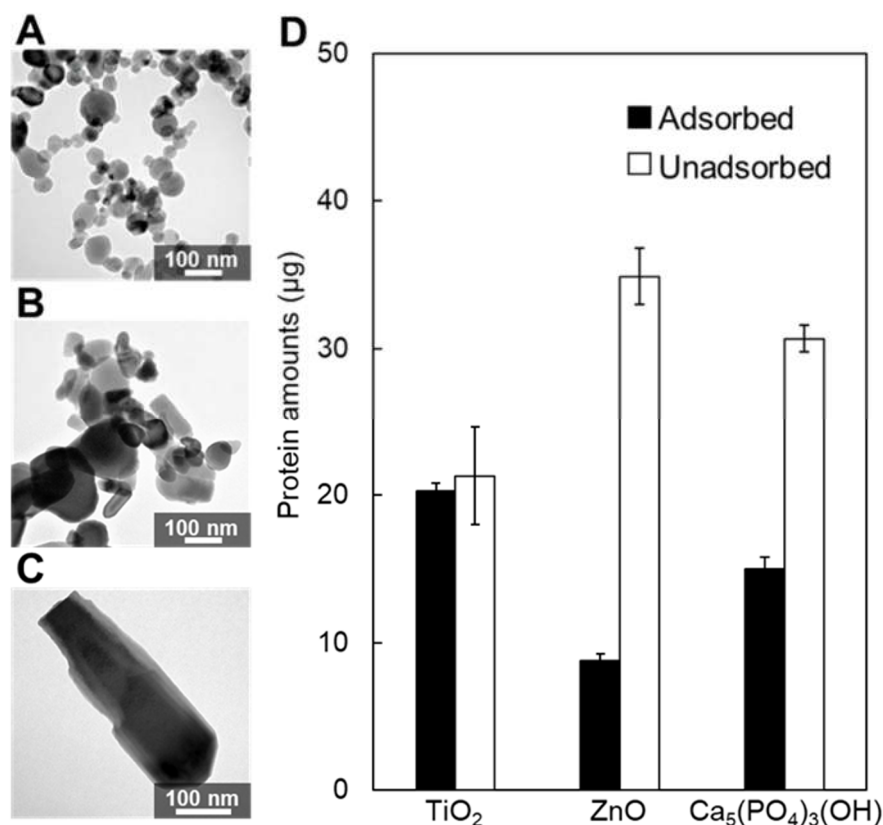 A
100 nm
B
100 nm
C
100 nm
D
Protein amounts (µg)
50
40
30
20
10
0
Adsorbed
Unadsorbed
TiO₂
ZnO
Ca₅(PO₄)₃(OH)